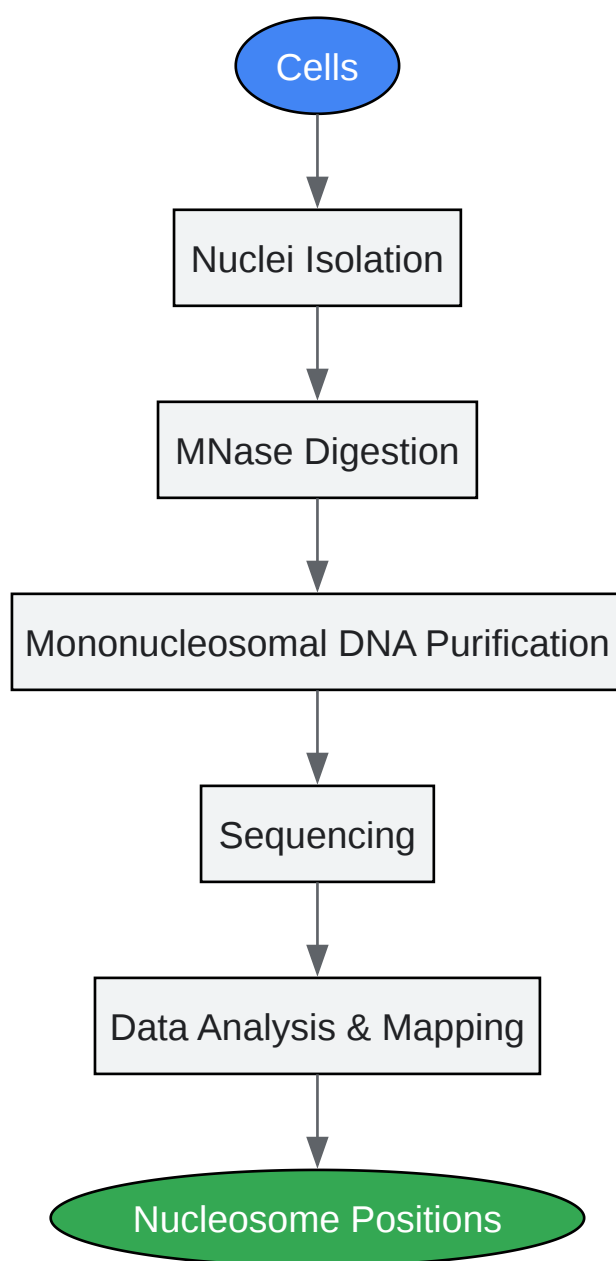 Cells
Nuclei Isolation
MNase Digestion
Mononucleosomal DNA Purification
Sequencing
Data Analysis & Mapping
Nucleosome Positions